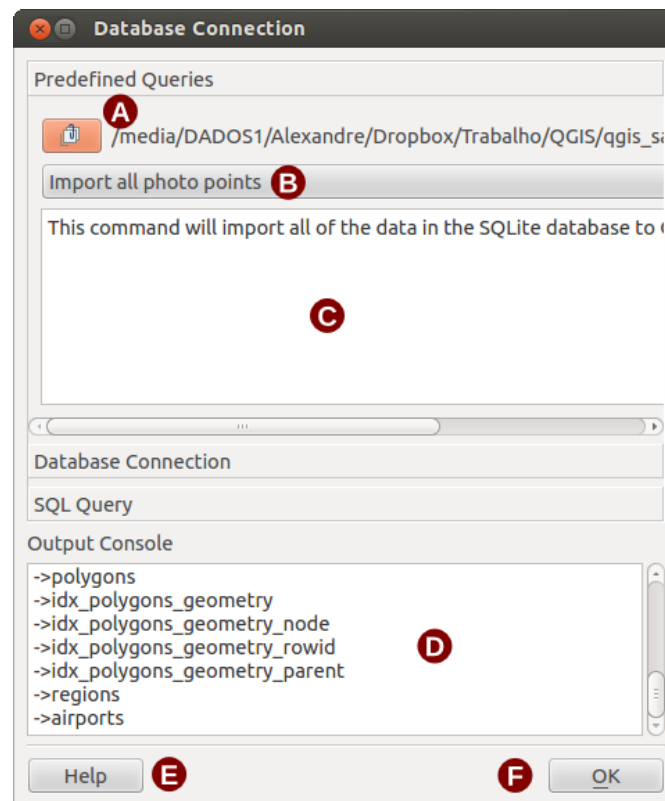 Database Connection
Predefined Queries
A
/media/DADOS1/Alexandre/Dropbox/Trabalho/QGIS/qgis_sa
Import all photo points B
This command will import all of the data in the SQLite database to
C
Database Connection
SQL Query
Output Console
->polygons
->idx_polygons_geometry
->idx_polygons_geometry_node
->idx_polygons_geometry_rowid
->idx_polygons_geometry_parent
->regions
->airports
D
Help E F OK